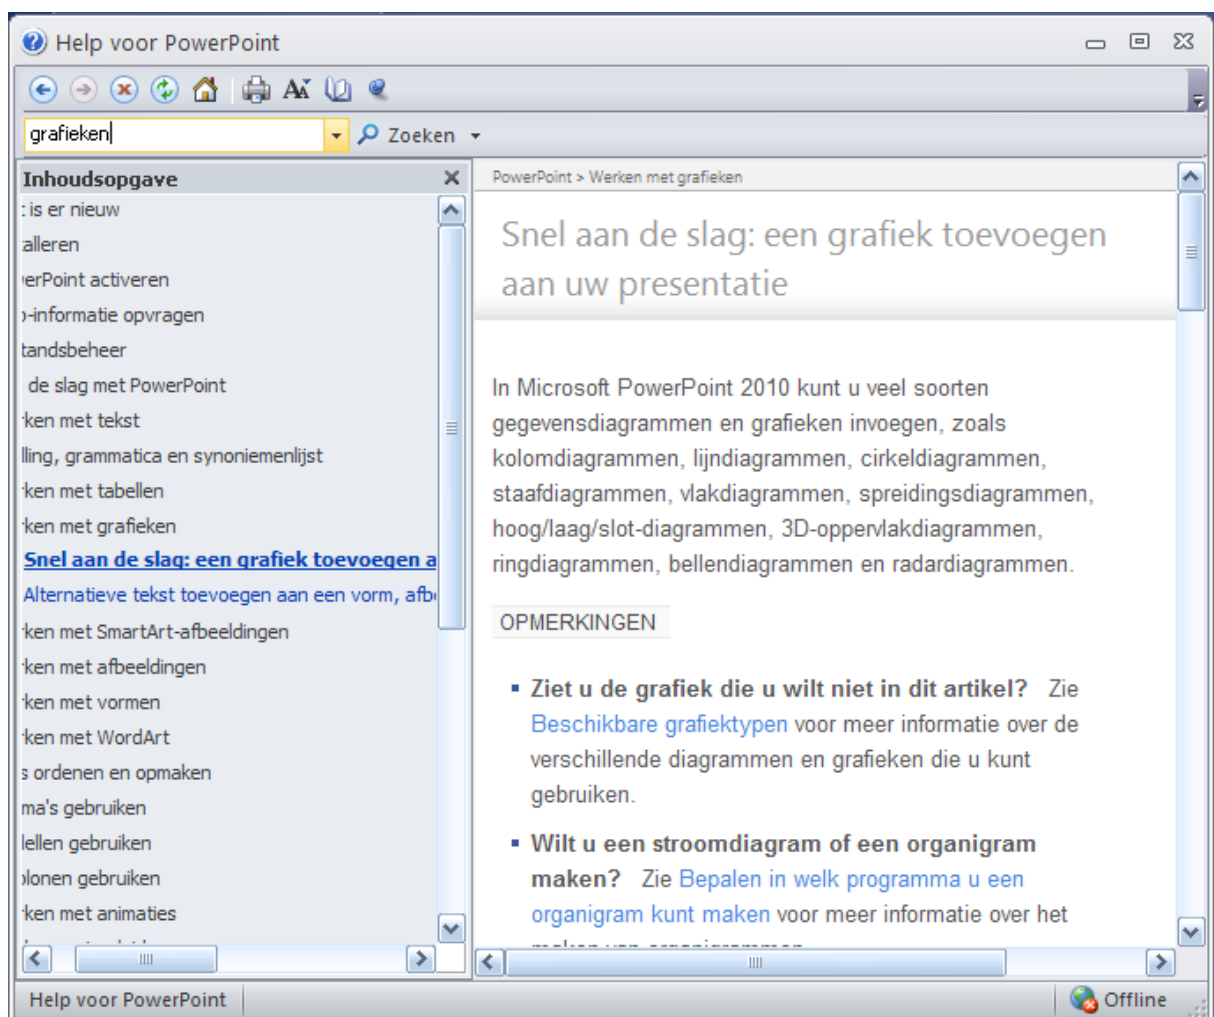 Help voor PowerPoint
grafieken
Zoeken
Inhoudsopgave
is er nieuw
alleren
erPoint activeren
-informatie opvragen
tandsbeheer
de slag met PowerPoint
ken met tekst
lling, grammatica en synoniemenlijst
ken met tabellen
ken met grafieken
Snel aan de slag: een grafiek toevoegen a
Alternatieve tekst toevoegen aan een vorm, afb
ken met SmartArt-afbeeldingen
ken met afbeeldingen
ken met vormen
ken met WordArt
s ordenen en opmaken
ma's gebruiken
lellen gebruiken
lonen gebruiken
ken met animaties
PowerPoint > Werken met grafieken
Snel aan de slag: een grafiek toevoegen
aan uw presentatie
In Microsoft PowerPoint 2010 kunt u veel soorten
gegevensdiagrammen en grafieken invoegen, zoals
kolomdiagrammen, lijndiagrammen, cirkeldiagrammen,
staafdiagrammen, vlakdiagrammen, spreidingsdiagrammen,
hoog/laag/slot-diagrammen, 3D-oppervlakdiagrammen,
ringdiagrammen, bellendiagrammen en radardiagrammen.
OPMERKINGEN
▪ Ziet u de grafiek die u wilt niet in dit artikel? Zie
Beschikbare grafiektypen voor meer informatie over de
verschillende diagrammen en grafieken die u kunt
gebruiken.
▪ Wilt u een stroomdiagram of een organigram
maken? Zie Bepalen in welk programma u een
organigram kunt maken voor meer informatie over het
Help voor PowerPoint
Offline